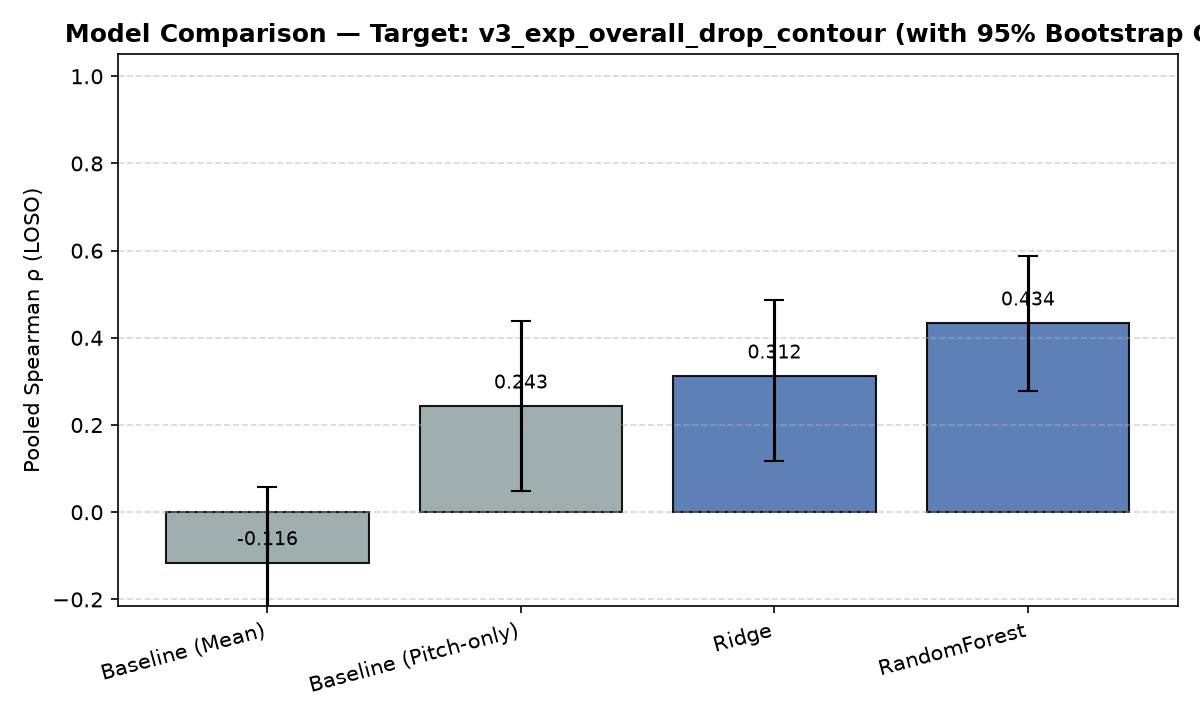 Model Comparison — Target: v3_exp_overall_drop_contour (with 95% Bootstrap
Pooled Spearman ρ (LOSO)
1.0
0.8
0.6
0.4
0.2
0.0
−0.2
-0.116
0.243
0.312
0.434
Baseline (Mean)
Baseline (Pitch-only)
Ridge
RandomForest